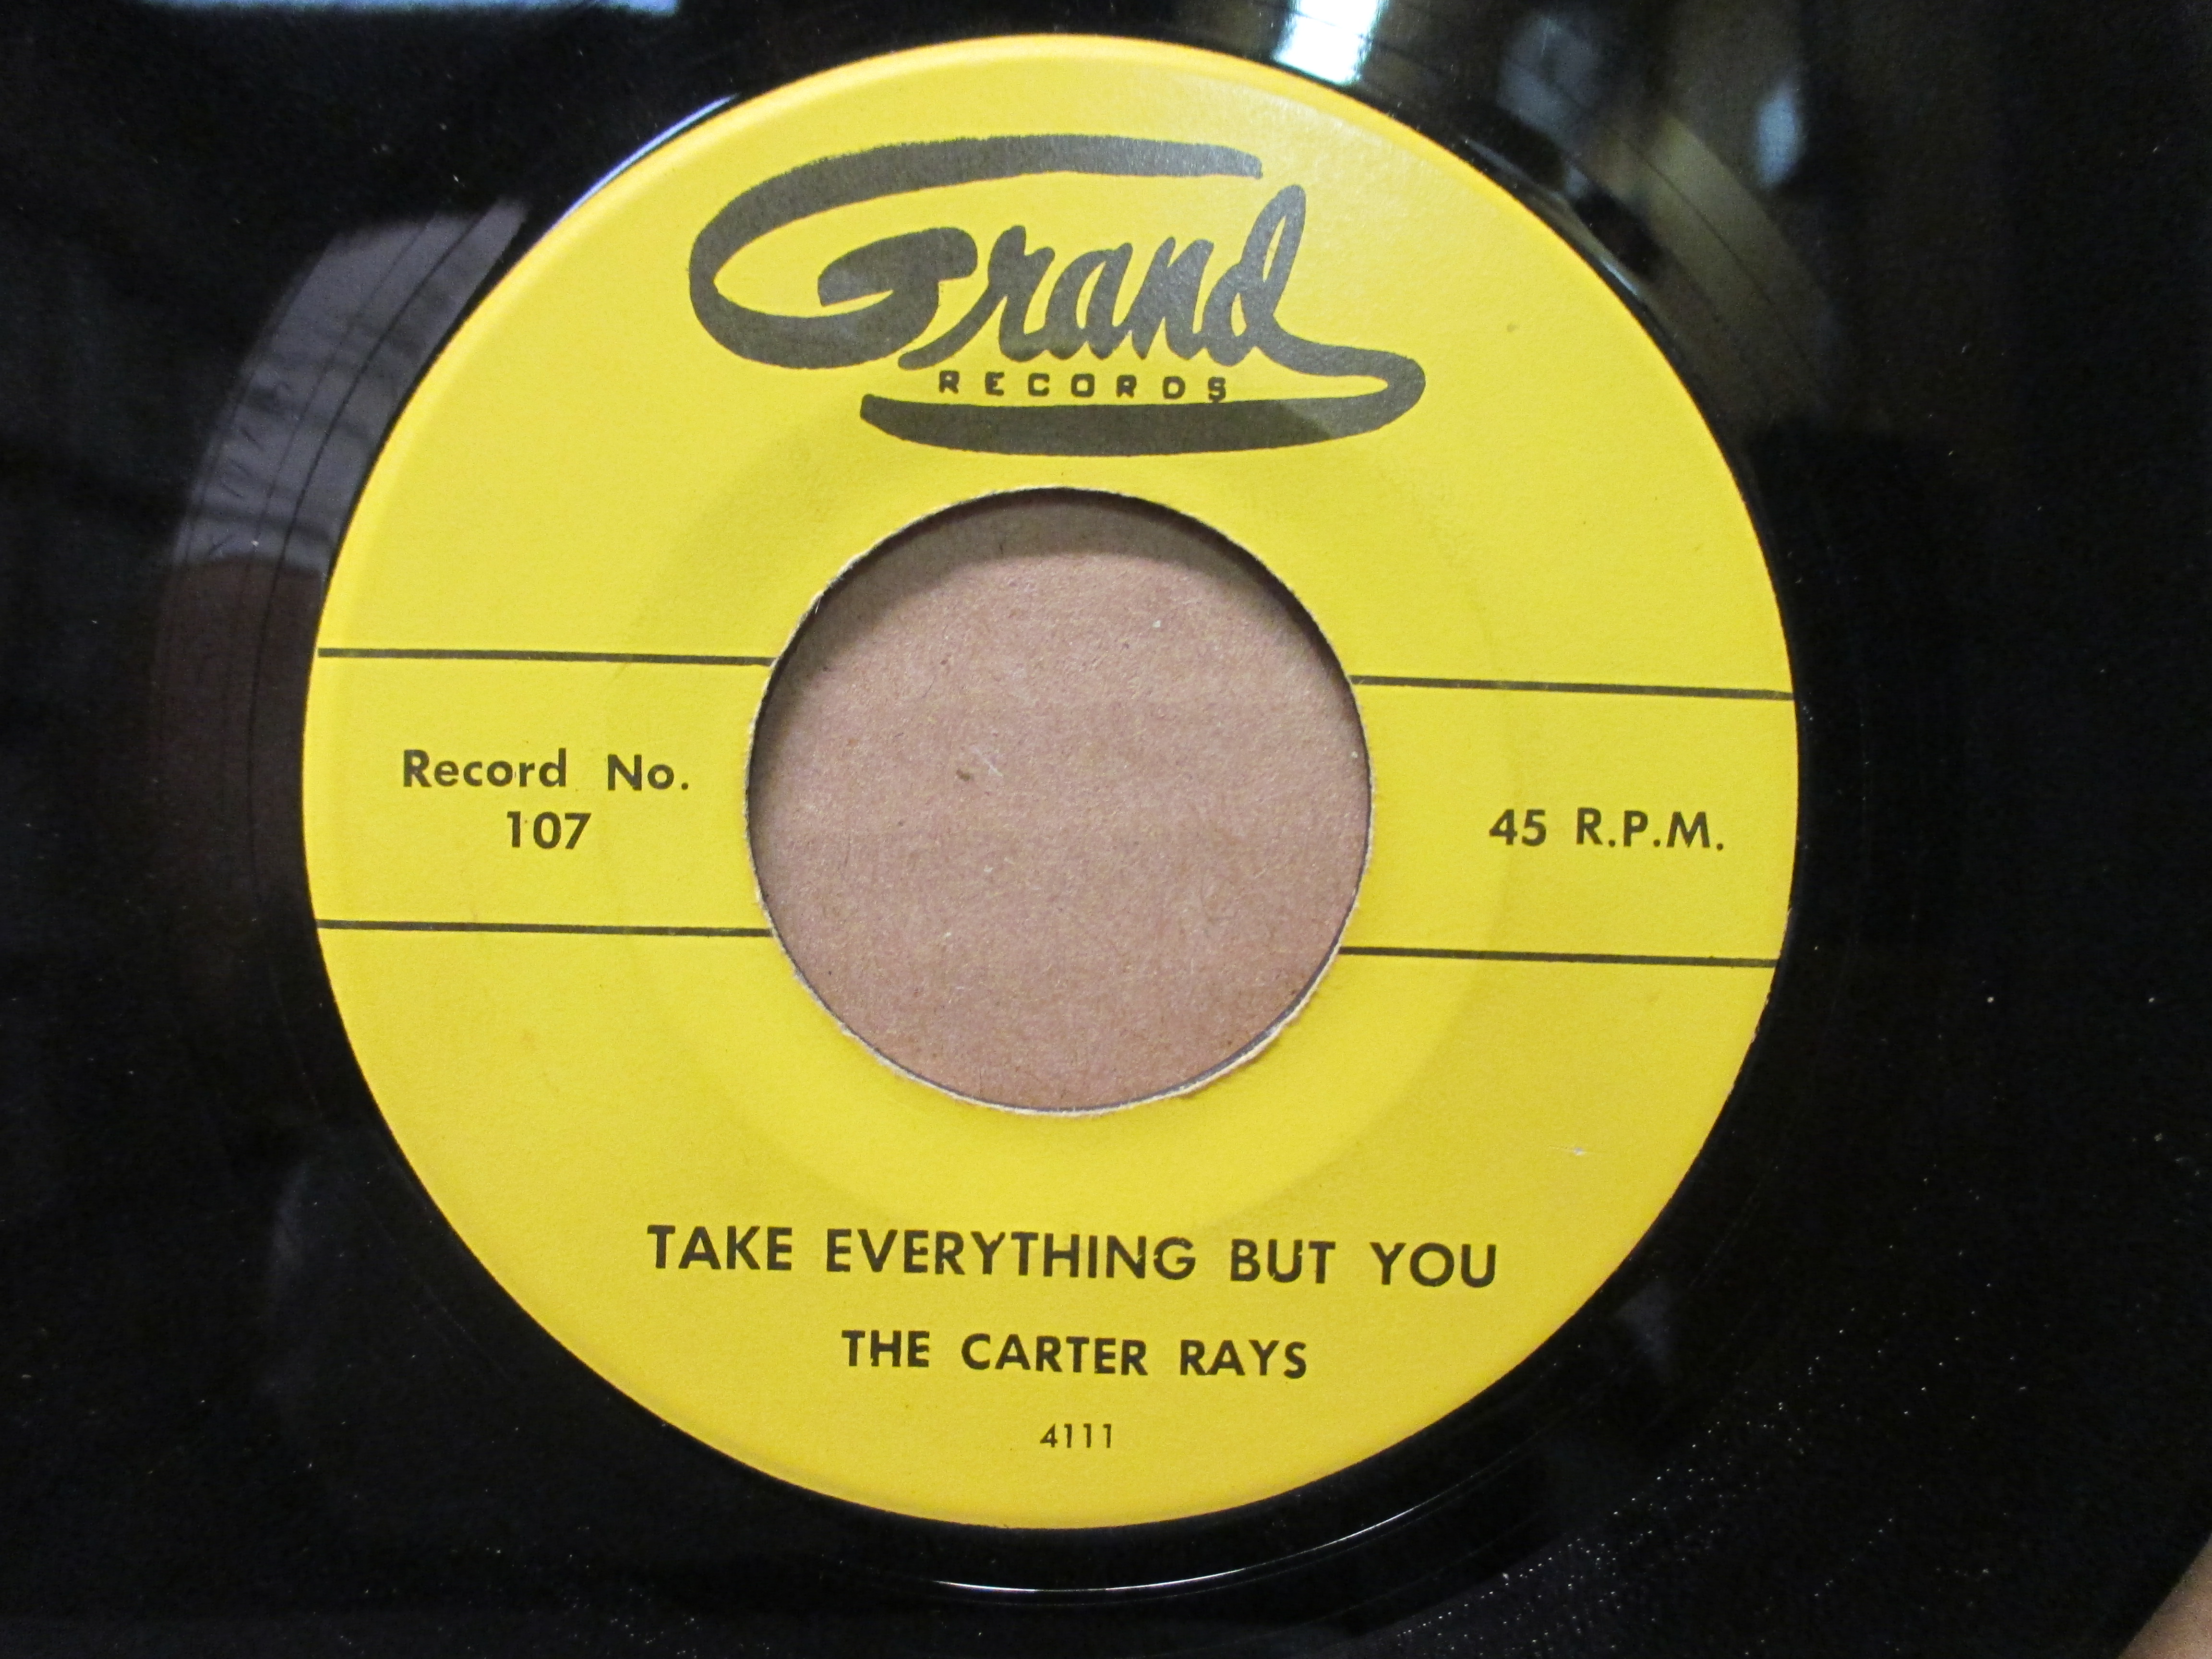 Grand
RECORDS
Record No.
107
45 R.P.M.
TAKE EVERYTHING BUT YOU
THE CARTER RAYS
4111